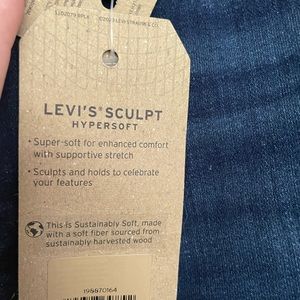 LEVI'S® SCULPT
HYPERSOFT
• Super-soft for enhanced comfort
with supportive stretch
• Sculpts and holds to celebrate
your features
This is Sustainably Soft, made
with a soft fiber sourced from
sustainably harvested wood
198870164